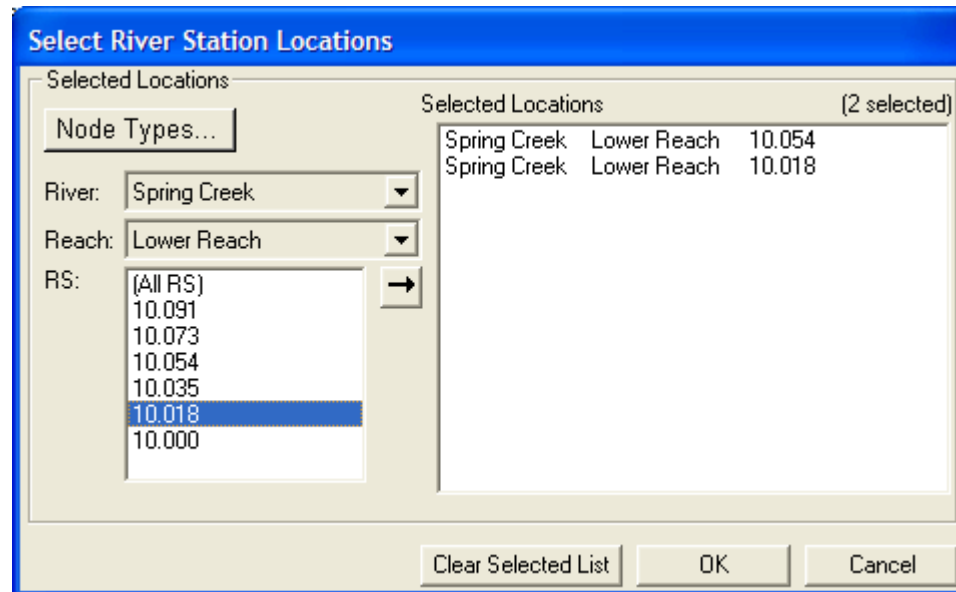 Select River Station Locations
Selected Locations
Node Types...
River: Spring Creek
Reach: Lower Reach
RS:
(All RS)
10.091
10.073
10.054
10.035
10.018
10.000
Selected Locations (2 selected)
Spring Creek Lower Reach 10.054
Spring Creek Lower Reach 10.018
Clear Selected List OK Cancel